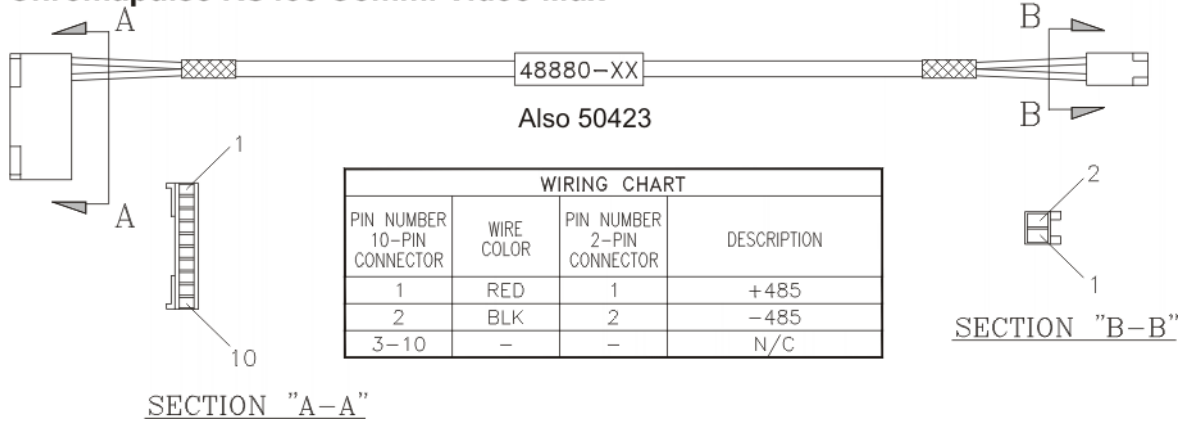 A
B
48880-XX
Also 50423
A
B
1
10
SECTION "A-A"
WIRING CHART
PIN NUMBER 10-PIN CONNECTOR
WIRE COLOR
PIN NUMBER 2-PIN CONNECTOR
DESCRIPTION
1 RED 1 +485
2 BLK 2 -485
3-10 - - N/C
2
1
SECTION "B-B"